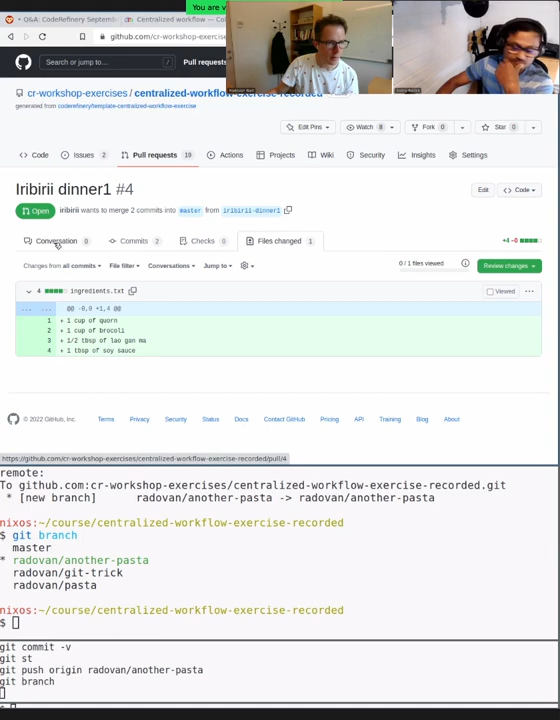 • Q&A: CodeRefinery Septemb
Centralized workflow — Col
You are v
github.com/cr-workshop-exercise
Search or jump to...
/
Pull requests
cr-workshop-exercises / centralized-workflow-exercise-recorded
generated from coderefinery/template-centralized-workflow-exercise
Edit Pins
Watch 8
Fork 0
Star 0
Code
Issues 2
Pull requests 19
Actions
Projects
Wiki
Security
Insights
Settings
Iribirii dinner1 #4
Edit
Code
Open
iribirii wants to merge 2 commits into master from iribirii-dinner1
Conversation 0
Commits 2
Checks 0
Files changed 1
+4 −0
Changes from all commits
File filter
Conversations
Jump to
0 / 1 files viewed
Review changes
4 ingredients.txt
Viewed
... ... @@ -0,0 +1,4 @@
1 + 1 cup of quorn
2 + 1 cup of brocoli
3 + 1/2 tbsp of lao gan ma
4 + 1 tbsp of soy sauce
© 2022 GitHub, Inc.
Terms
Privacy
Security
Status
Docs
Contact GitHub
Pricing
API
Training
Blog
About
https://github.com/cr-workshop-exercises/centralized-workflow-exercise-recorded/pull/4
remote:
To github.com:cr-workshop-exercises/centralized-workflow-exercise-recorded.git
* [new branch] radovan/another-pasta -> radovan/another-pasta
nixos:~/course/centralized-workflow-exercise-recorded
$ git branch
master
* radovan/another-pasta
radovan/git-trick
radovan/pasta
nixos:~/course/centralized-workflow-exercise-recorded
$
git commit -v
git st
git push origin radovan/another-pasta
git branch